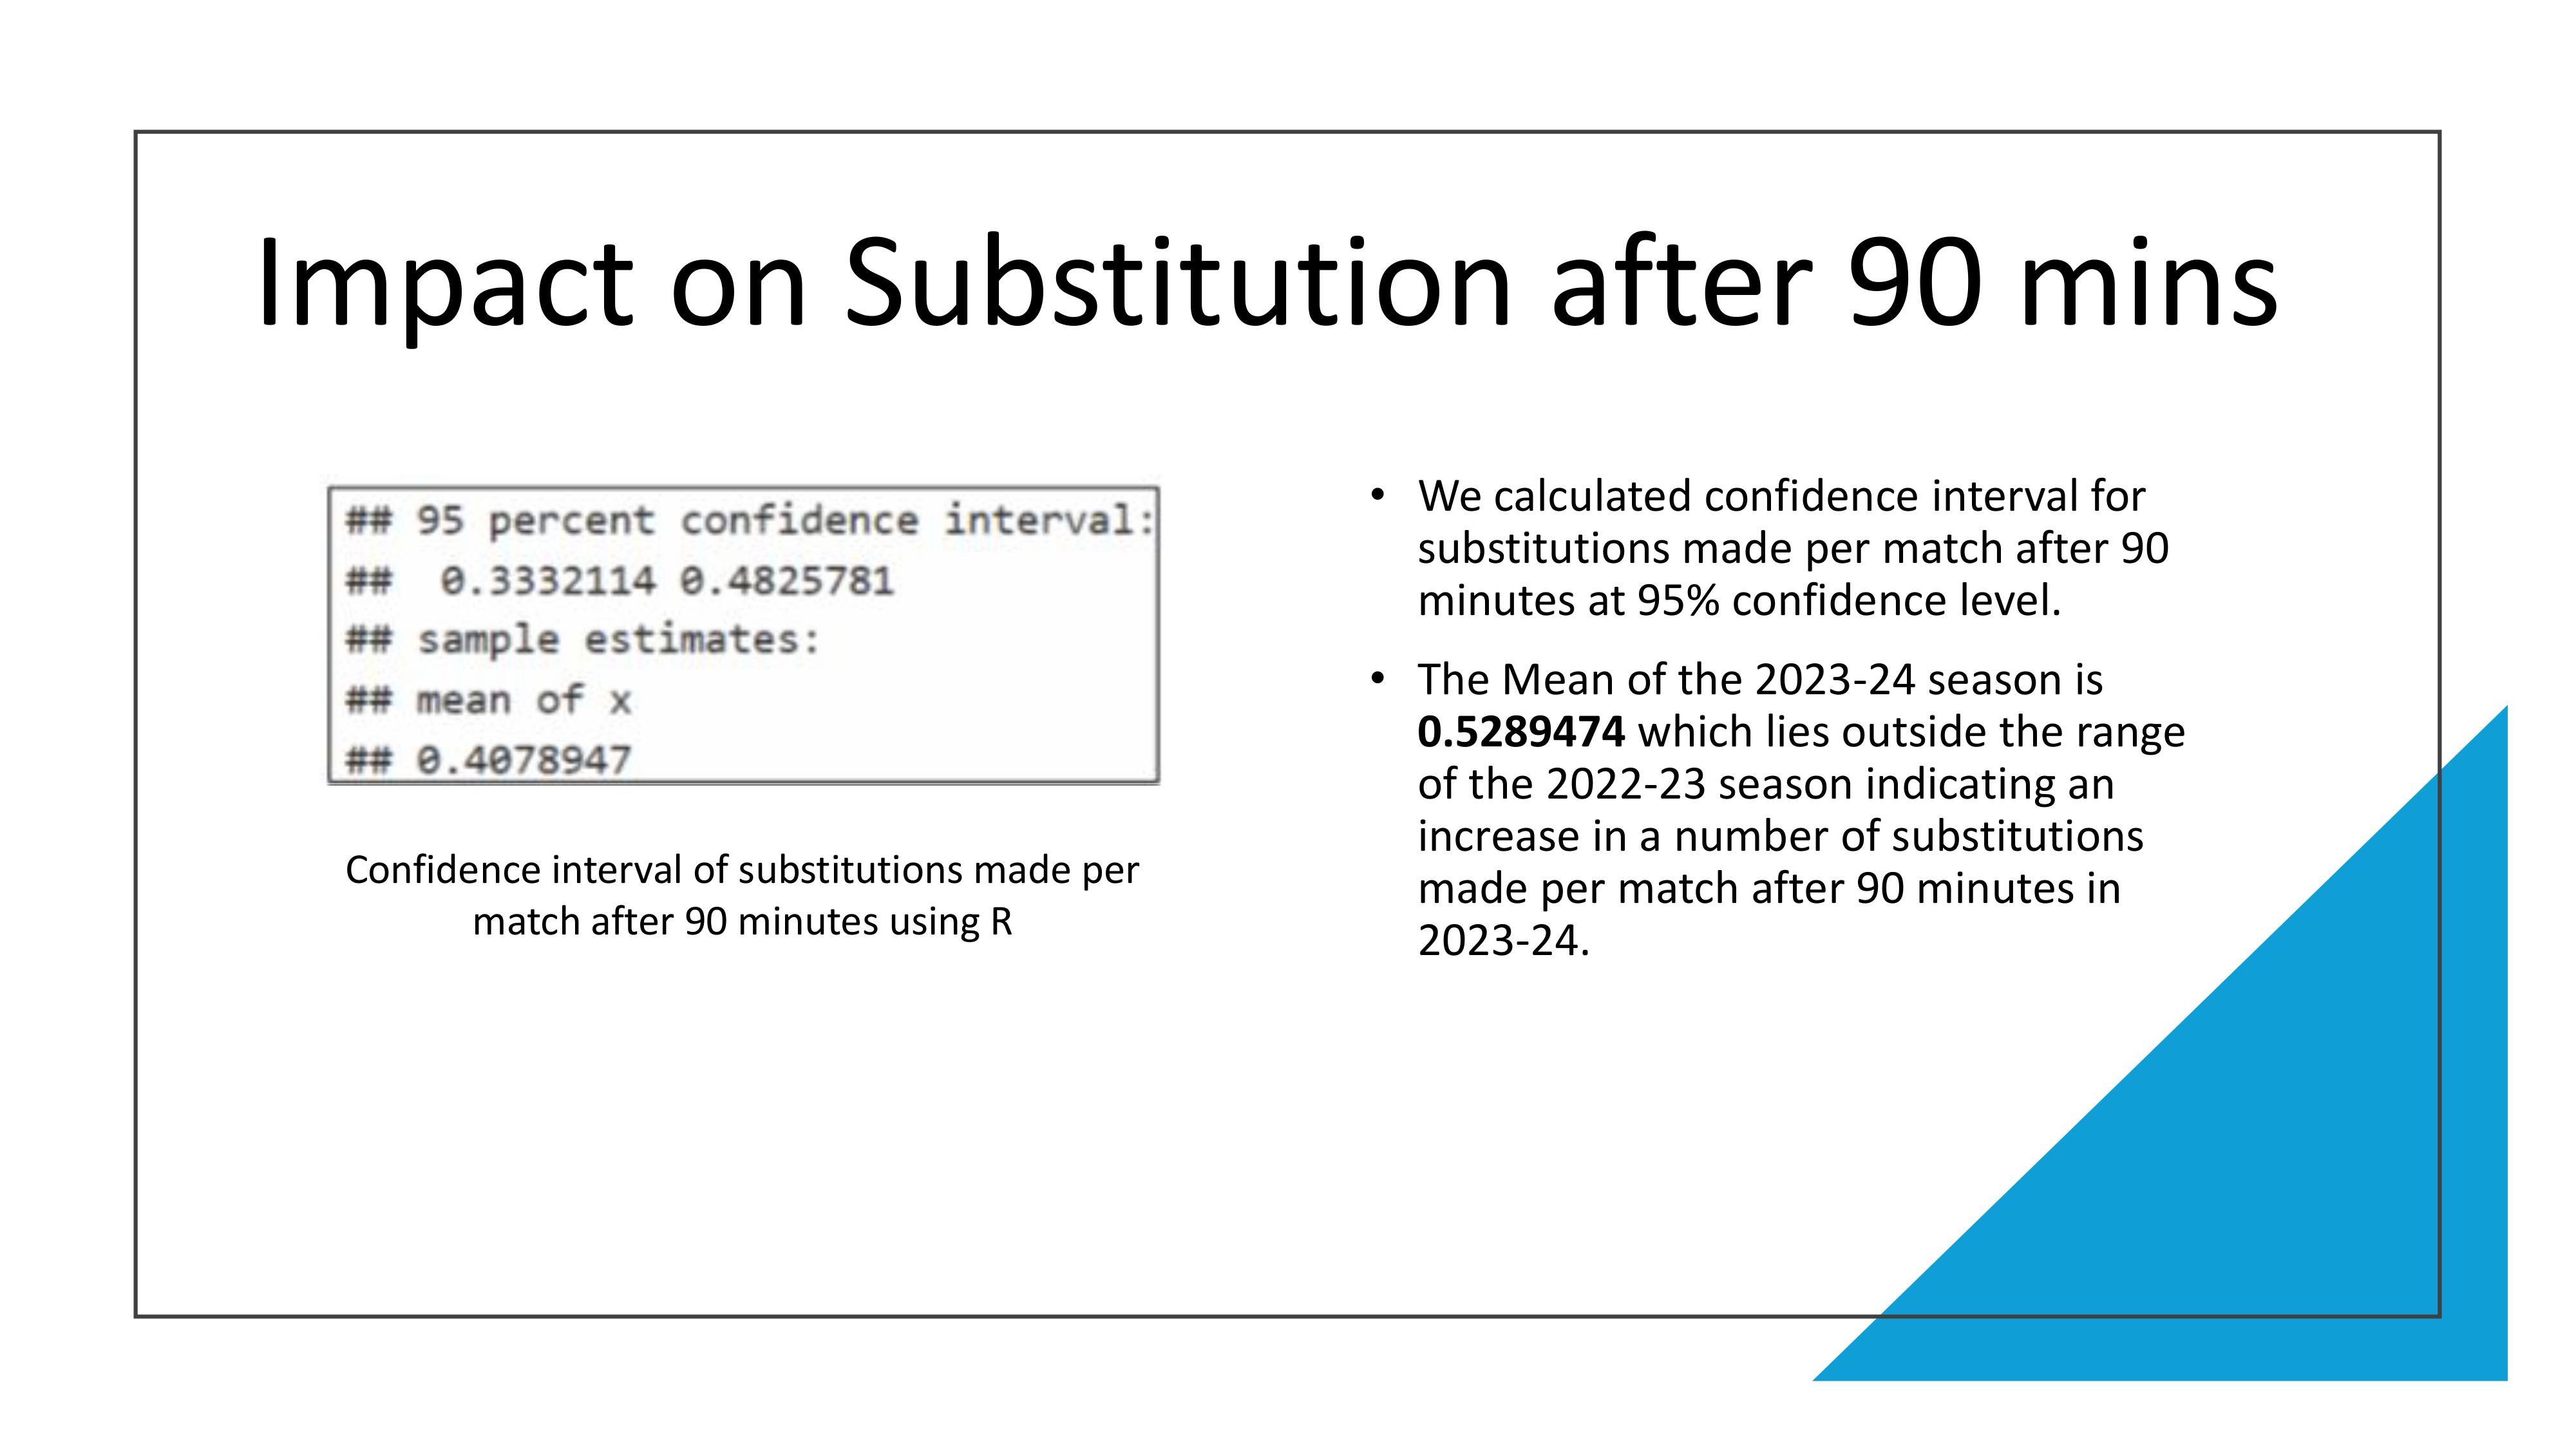 Impact on Substitution after 90 mins
## 95 percent confidence interval:
##  0.3332114 0.4825781
## sample estimates:
## mean of x
## 0.4078947
Confidence interval of substitutions made per
match after 90 minutes using R
• We calculated confidence interval for
substitutions made per match after 90
minutes at 95% confidence level.
• The Mean of the 2023-24 season is
0.5289474 which lies outside the range
of the 2022-23 season indicating an
increase in a number of substitutions
made per match after 90 minutes in
2023-24.